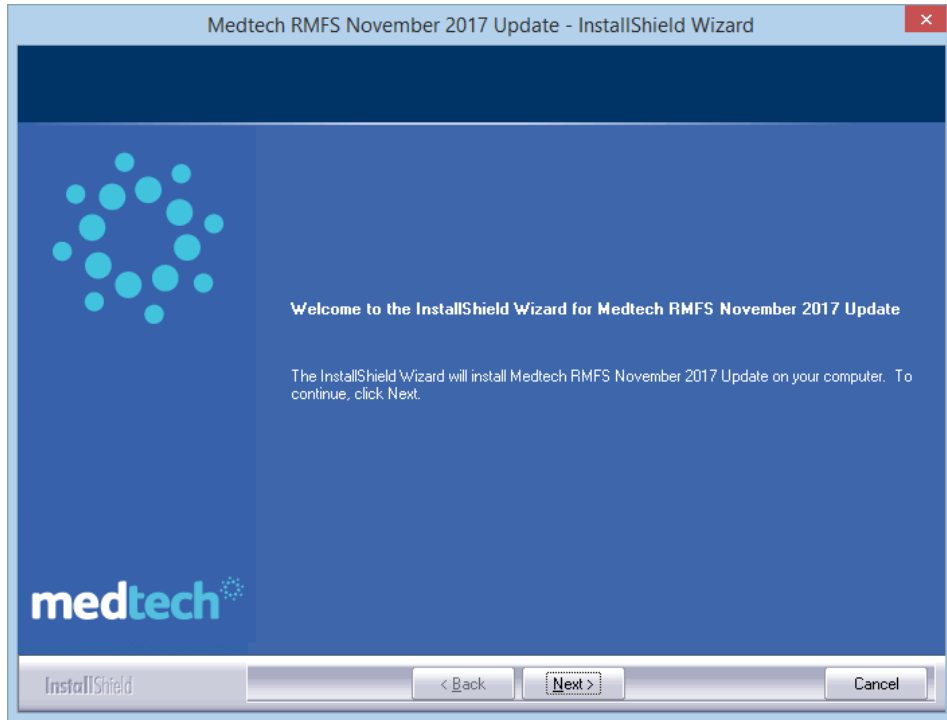 Medtech RMFS November 2017 Update - InstallShield Wizard
Welcome to the InstallShield Wizard for Medtech RMFS November 2017 Update
The InstallShield Wizard will install Medtech RMFS November 2017 Update on your computer. To
continue, click Next.
medtech
InstallShield
< Back
Next >
Cancel